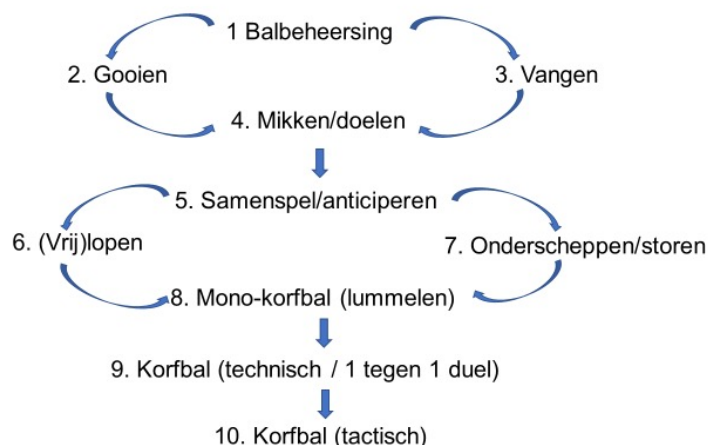 1 Balbeheersing
2. Gooien
3. Vangen
4. Mikken/doelen
5. Samenspel/anticiperen
6. (Vrij)lopen
7. Onderscheppen/storen
8. Mono-korfbal (lummelen)
9. Korfbal (technisch / 1 tegen 1 duel)
10. Korfbal (tactisch)